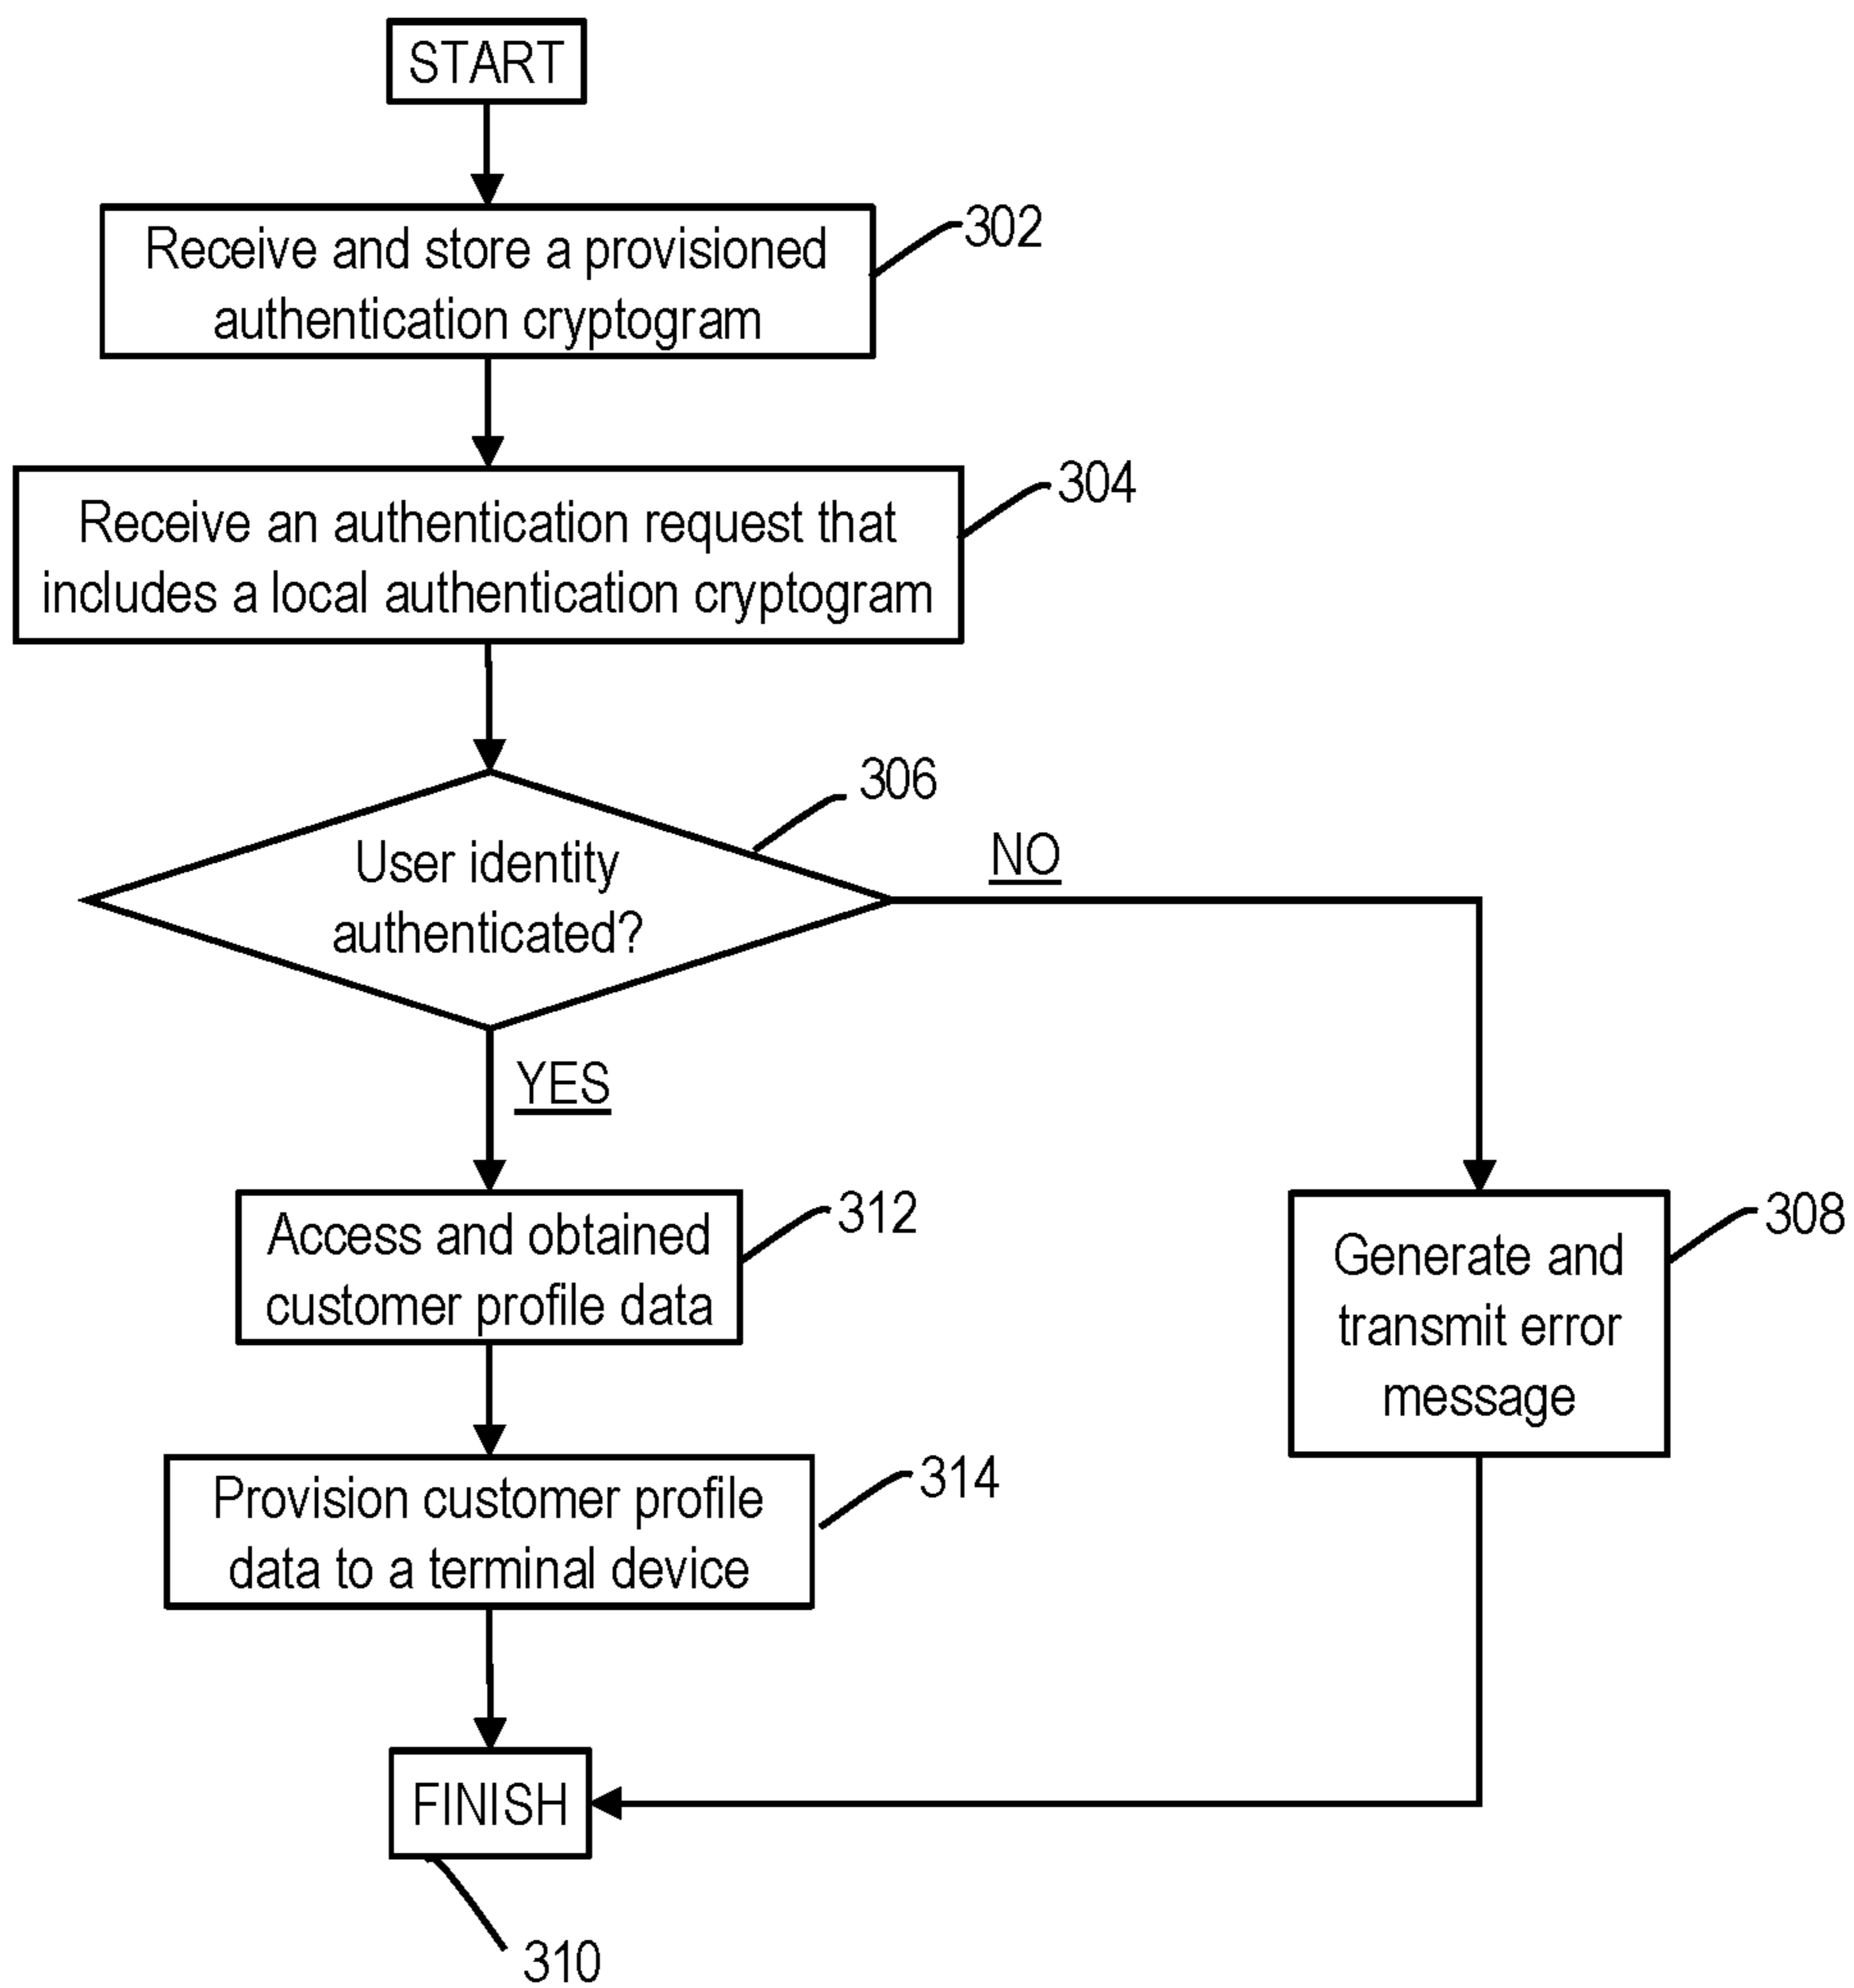 START
Receive and store a provisioned
authentication cryptogram
302
Receive an authentication request that
includes a local authentication cryptogram
304
User identity
authenticated?
306
NO
YES
Access and obtained
customer profile data
312
Generate and
transmit error
message
308
Provision customer profile
data to a terminal device
314
FINISH
310